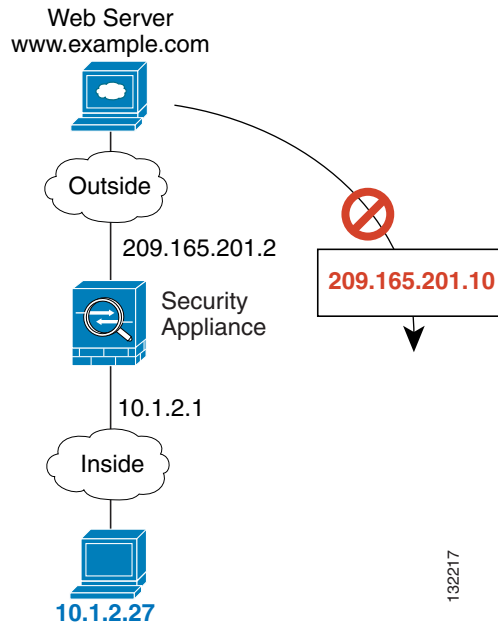 Web Server
www.example.com
Outside
209.165.201.2
209.165.201.10
Security
Appliance
10.1.2.1
Inside
10.1.2.27
132217